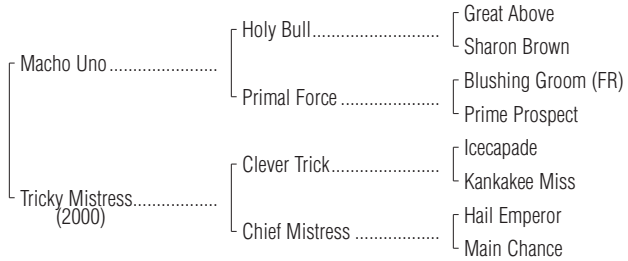 Great Above
Holy Bull
Sharon Brown
Macho Uno
Blushing Groom (FR)
Primal Force
Prime Prospect
Icecapade
Clever Trick
Kankakee Miss
Tricky Mistress
(2000)
Hail Emperor
Chief Mistress
Main Chance